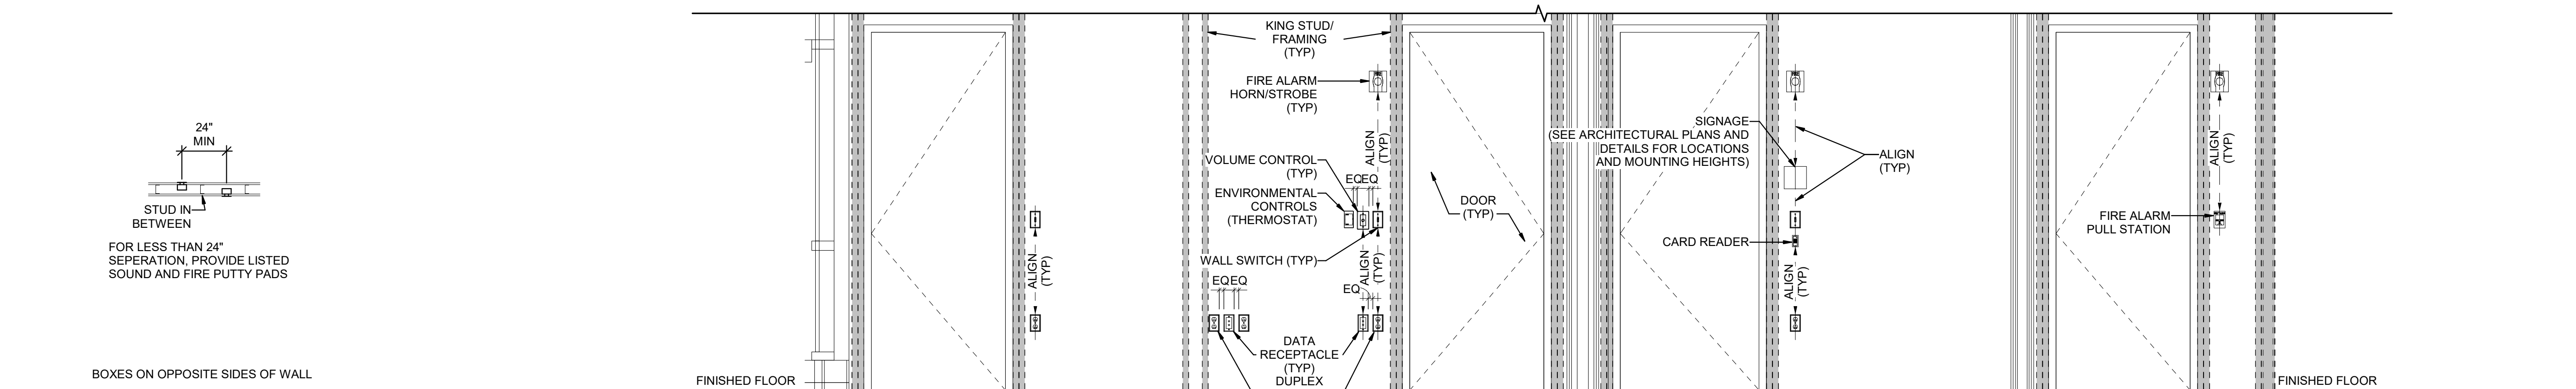 24"
MIN
STUD IN
BETWEEN
FOR LESS THAN 24"
SEPERATION, PROVIDE LISTED
SOUND AND FIRE PUTTY PADS
BOXES ON OPPOSITE SIDES OF WALL
FINISHED FLOOR
ALIGN
(TYP)
KING STUD/
FRAMING
(TYP)
FIRE ALARM
HORN/STROBE
(TYP)
ALIGN
(TYP)
VOLUME CONTROL
(TYP)
EQ EQ
ENVIRONMENTAL
CONTROLS
(THERMOSTAT)
WALL SWITCH (TYP)
ALIGN
(TYP)
EQ EQ
EQ
DATA
RECEPTACLE
(TYP)
DUPLEX
DOOR
(TYP)
SIGNAGE
(SEE ARCHITECTURAL PLANS AND
DETAILS FOR LOCATIONS
AND MOUNTING HEIGHTS)
ALIGN
(TYP)
CARD READER
ALIGN
(TYP)
ALIGN
(TYP)
FIRE ALARM
PULL STATION
FINISHED FLOOR